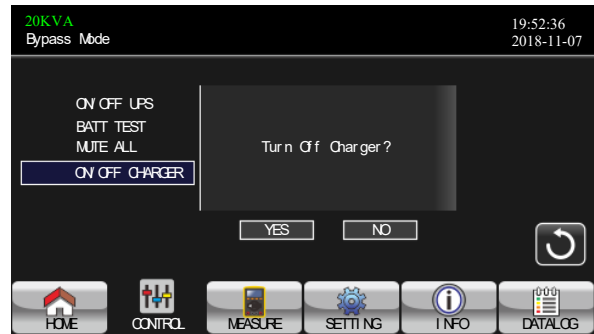 20KVA
Bypass Mode
19:52:36
2018-11-07
ON/OFF UPS
BATT TEST
MUTE ALL
ON/OFF CHARGER
Turn Off Charger?
YES
NO
HOME
CONTROL
MEASURE
SETTING
INFO
DATALOG